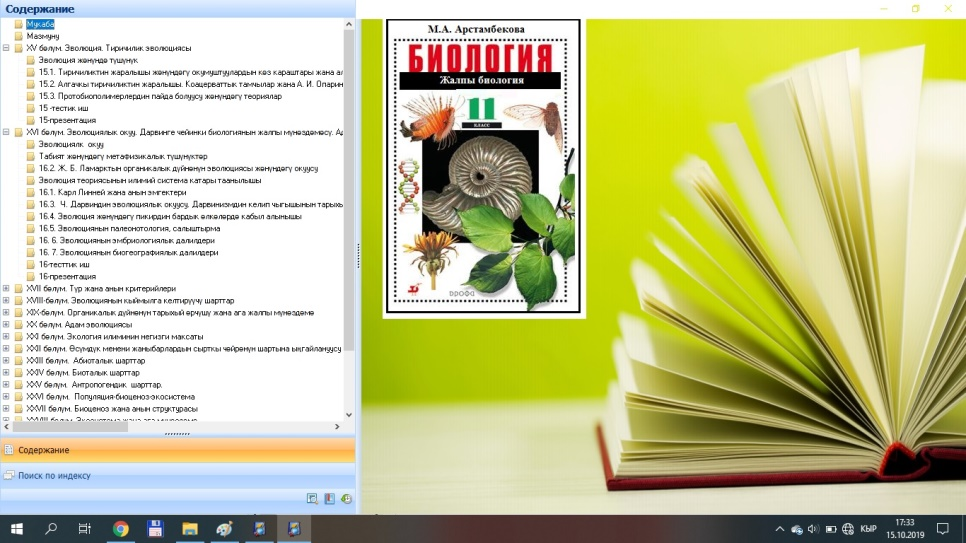 Содержание
Мукаба
Мазмуну
XV бөлүм. Эволюция. Тиричилик эволюциясы
Эволюция жөнүндө түшүнүк
15.1. Тиричиликтин жаралышы жөнүндөгү окумуштуулардын көз караштары жана ал
15.2. Алгачкы тиричиликтин жаралышы. Коацерваттык тамчылар жана А. И. Опарин
15.3. Протобиополимерлердин пайда болуусу жөнүндөгү теориялар
15 -тестик иш
15-презентация
XVI бөлүм. Эволюциялык окуу. Дарвинге чейинки биологиянын жалпы мүнөздөмөсү. Ад
Эволюциялк окуу
Табият жөнүндөгү метафизикалык түшүнүктөр
16.2. Ж. Б. Ламарктын органикалык дүйнөнүн эволюциясы жөнүндөгү окуусу
Эволюция теориясынын илимий система катары таанылышы
16.1. Карл Линней жана анын эмгектери
16.3. Ч. Дарвиндин эволюциялык окуусу. Дарвинизмдин келип чыгышынын тарых
16.4. Эволюция жөнүндөгү пикирдин бардык өлкөлөрдө кабыл алынышы
16.5. Эволюциянын палеонотология, салыштырма
16. 6. Эволюциянын эмбриологиялык далилдери
16. 7. Эволюциянын биогеографиялык далилдери
16-тесттик иш
16-презентация
XVII бөлүм. Түр жана анын критерийлери
XVIII-бөлүм. Эволюциянын кыймылга келтирүүчү шарттар
XIX-бөлүм. Органикалык дүйнөнүн тарыхый өрчүшү жана ага жалпы мүнөздөмө
XX бөлүм. Адам эволюциясы
XXI бөлүм. Экология илиминин негизги максаты
XXII бөлүм. Өсүмдүк менени жаныбарлардын сырткы чөйрөнүн шартына ыңгайлануусу
XXIII бөлүм. Абиоталык шарттар
XXIV бөлүм. Биоталык шарттар
XXV бөлүм. Антропогендик шарттар.
XXVI бөлүм. Популяция-биоценоз-экосистема
XXVII бөлүм. Биоценоз жана анын структурасы
Содержание
Поиск по индексу
М.А. Арстамбекова
БИОЛОГИЯ
Жалпы биология
11
КЛАСС
ДРОФА
КЫР
17:33
15.10.2019